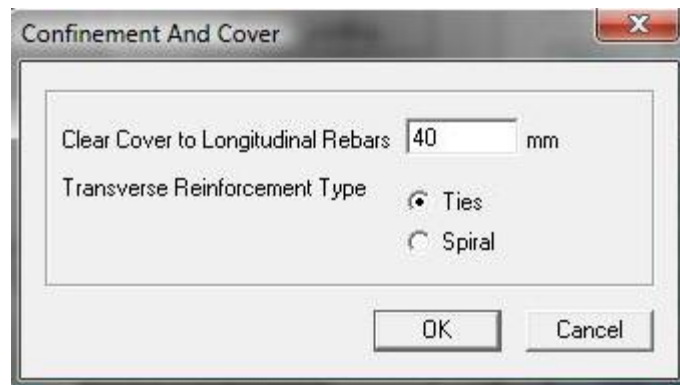 Confinement And Cover
Clear Cover to Longitudinal Rebars 40 mm
Transverse Reinforcement Type
Ties
Spiral
OK Cancel